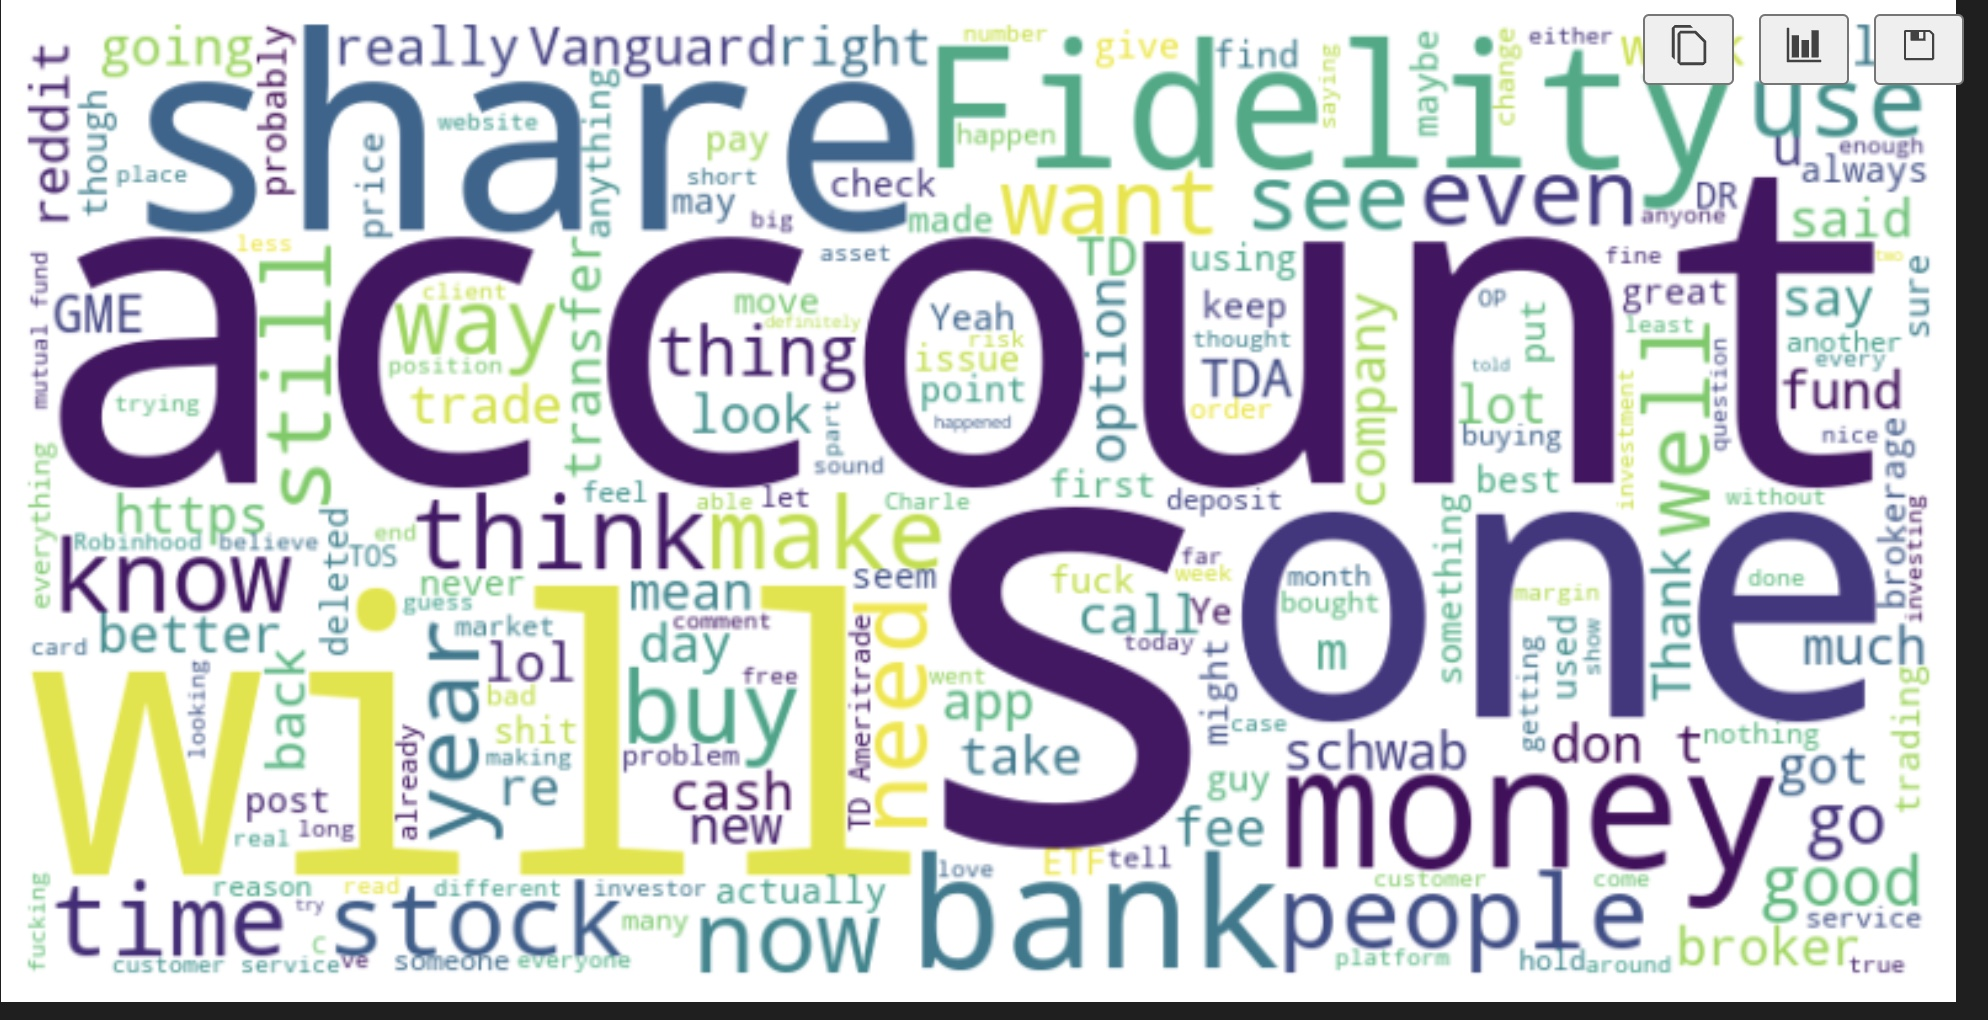 going
really
Vanguard
right
number
give
find
either
reddit
though
probably
share
website
anything
Fidelity
saying
maybe
change
use
place
price
pay
short
may
big
check
happen
made
want
see
even
u
enough
always
DR
anyone
said
less
asset
account
TD
using
fine
two
mutual fund
GME
still
client
way
position
trade
transfer
move
definitely
thing
look
part
sound
Yeah
risk
issue
point
happened
option
keep
thought
TDA
order
company
OP
told
put
lot
buying
great
least
well
question
investment
say
another
every
sure
fund
nice
trying
everything
https
Robinhood
believe
deleted
TOS
end
feel
able
let
Charle
first
deposit
best
without
brokerage
investing
know
think
make
never
guess
market
mean
seem
s
far
week
fuck
call
Ye
today
one
month
bought
m
something
margin
used
show
getting
Thank
done
much
card
better
back
looking
will
year
lol
bad
shit
making
re
already
comment
day
free
buy
problem
cash
new
TD Ameritrade
need
went
app
take
might
case
schwab
don t
nothing
got
trading
post
real
long
guy
fee
money
go
ETF
tell
love
fucking
reason
read
different
investor
actually
time
try
stock
many
now
bank
people
customer
come
good
service
c
customer service
ve
someone
everyone
platform
hold
around
broker
true